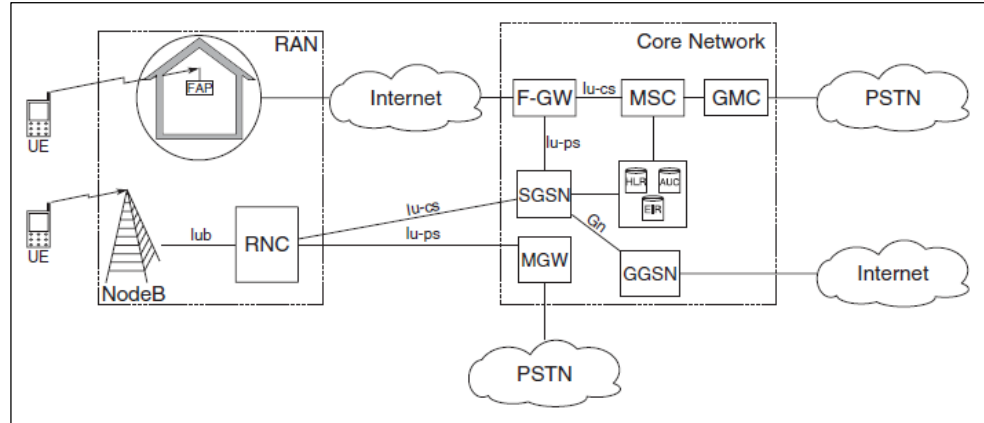 RAN
Core Network
FAP
UE
Internet
F-GW
Iu-cs
MSC
GMC
PSTN
Iu-ps
HLR
AUC
EIR
SGSN
UE
NodeB
Iub
RNC
Iu-cs
Iu-ps
Gn
MGW
GGSN
Internet
PSTN